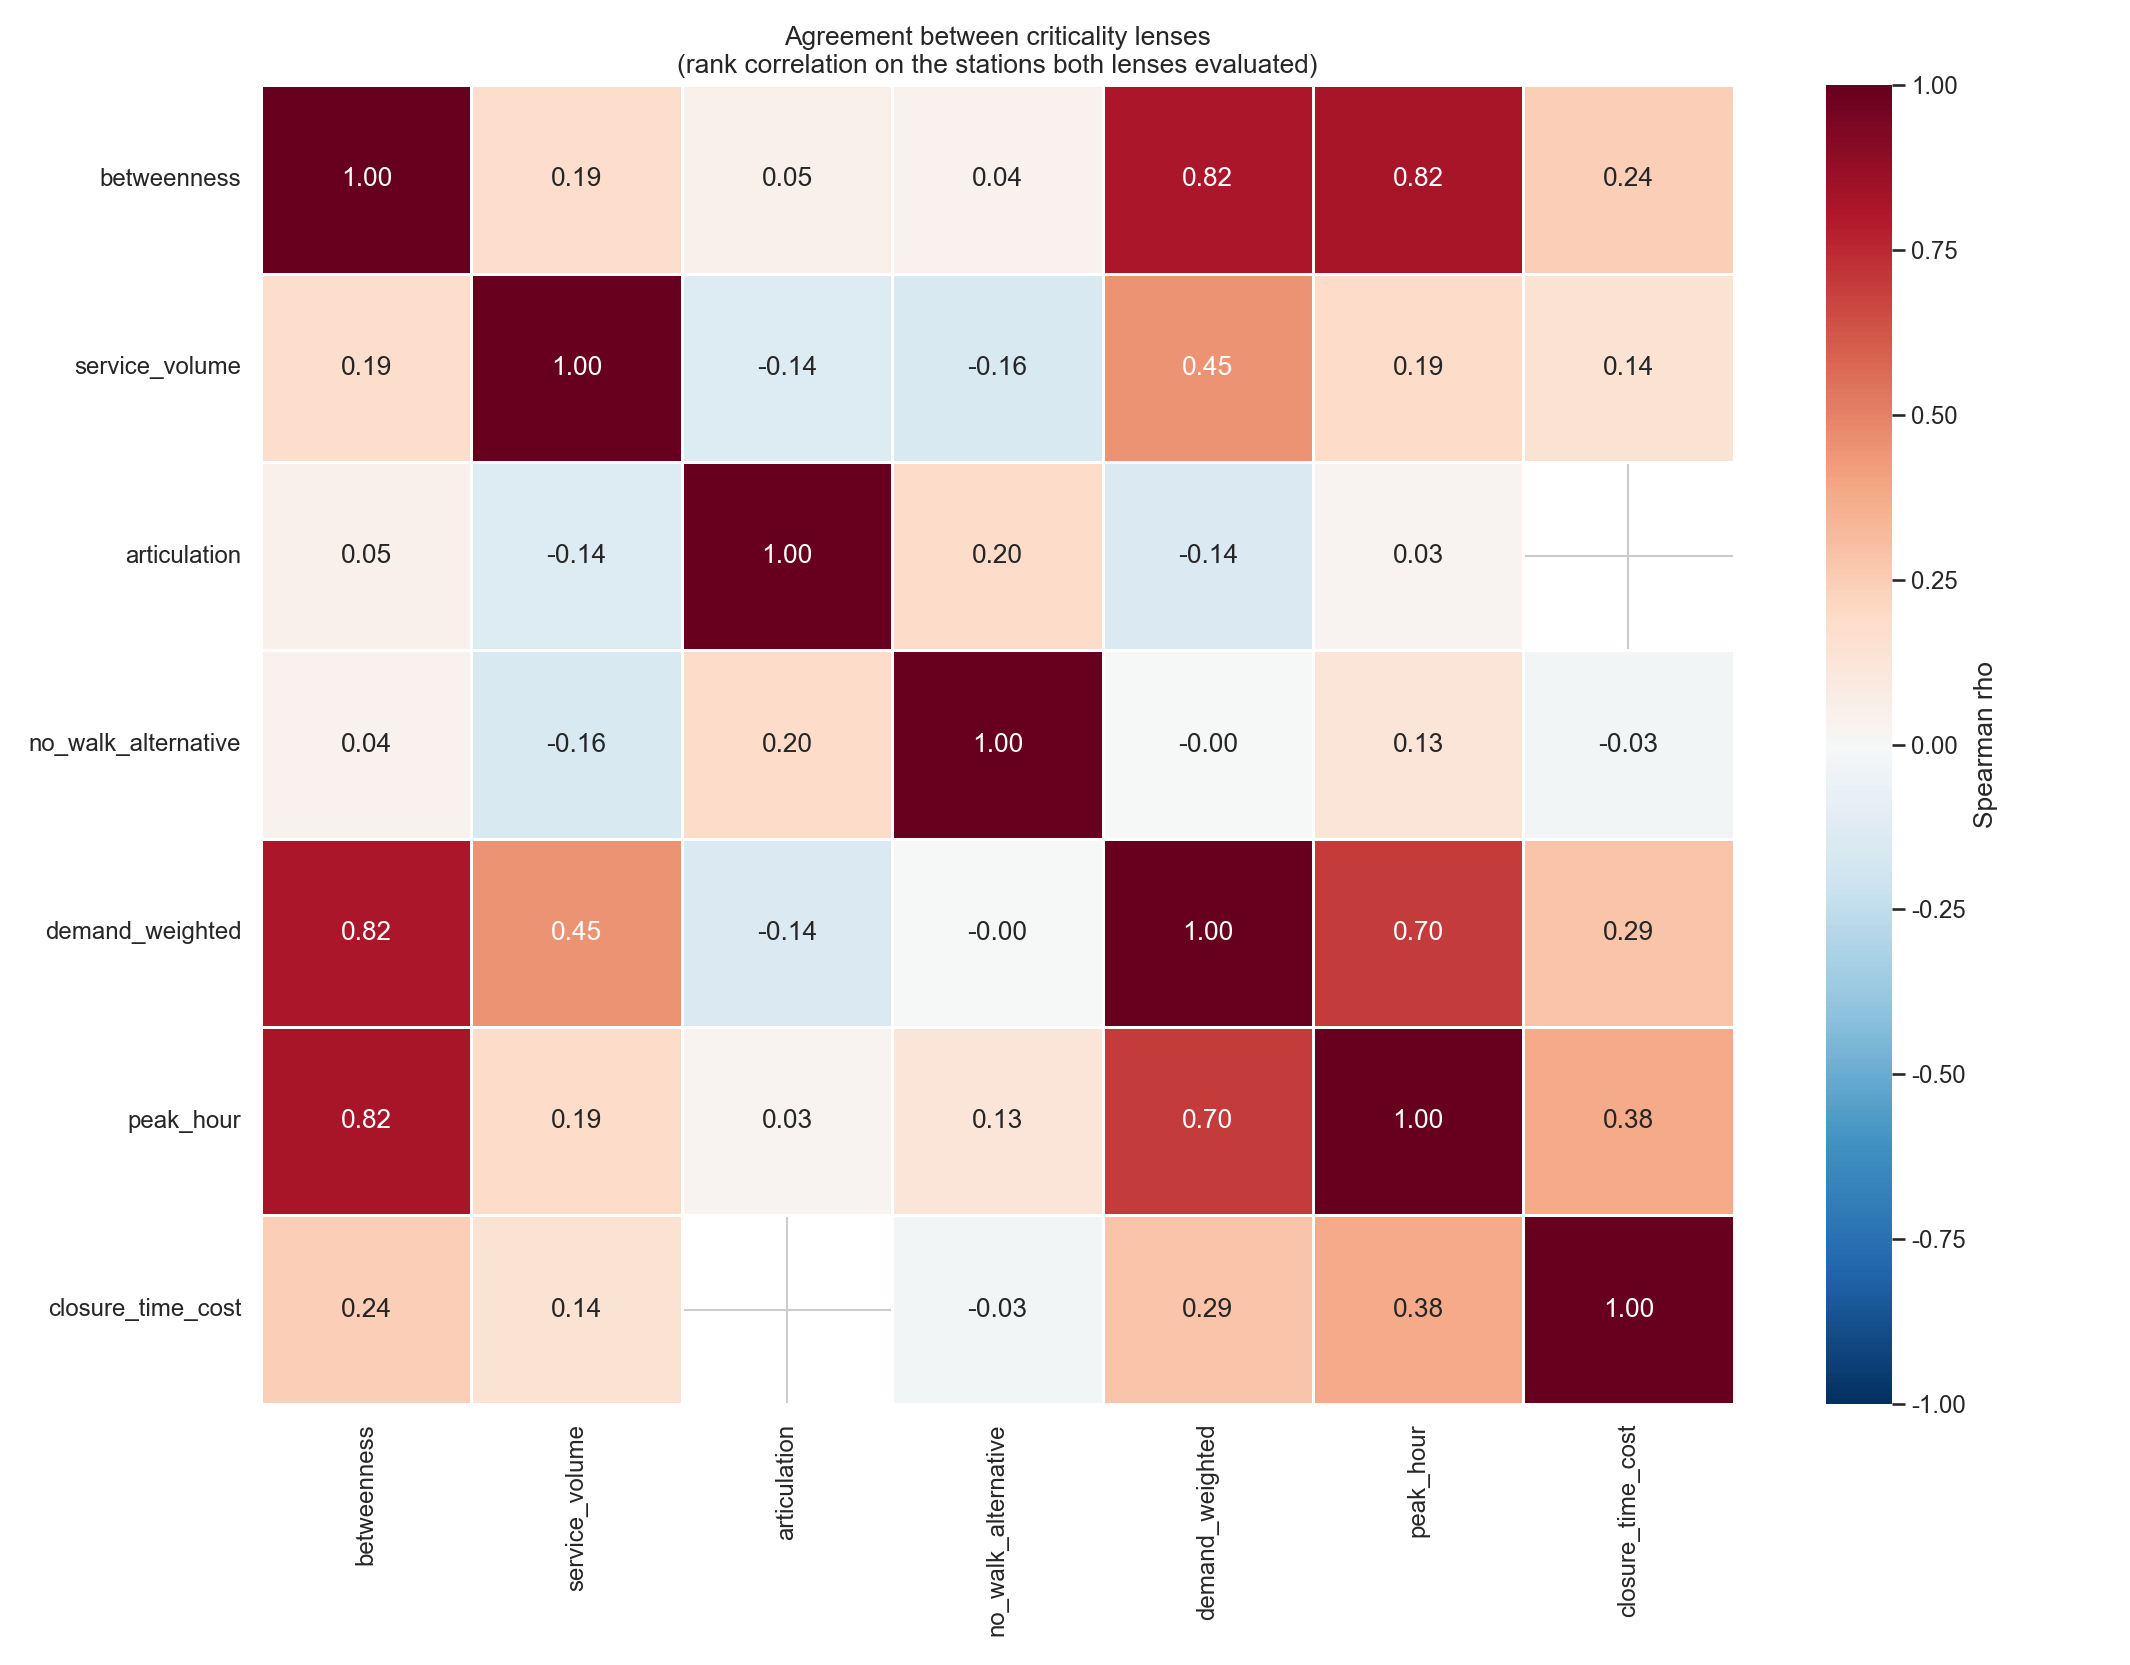 Agreement between criticality lenses
(rank correlation on the stations both lenses evaluated)
betweenness 1.00 0.19 0.05 0.04 0.82 0.82 0.24
service_volume 0.19 1.00 -0.14 -0.16 0.45 0.19 0.14
articulation 0.05 -0.14 1.00 0.20 -0.14 0.03
no_walk_alternative 0.04 -0.16 0.20 1.00 -0.00 0.13 -0.03
demand_weighted 0.82 0.45 -0.14 -0.00 1.00 0.70 0.29
peak_hour 0.82 0.19 0.03 0.13 0.70 1.00 0.38
closure_time_cost 0.24 0.14 -0.03 0.29 0.38 1.00
betweenness
service_volume
articulation
no_walk_alternative
demand_weighted
peak_hour
closure_time_cost
1.00
0.75
0.50
0.25
0.00
-0.25
-0.50
-0.75
-1.00
Spearman rho